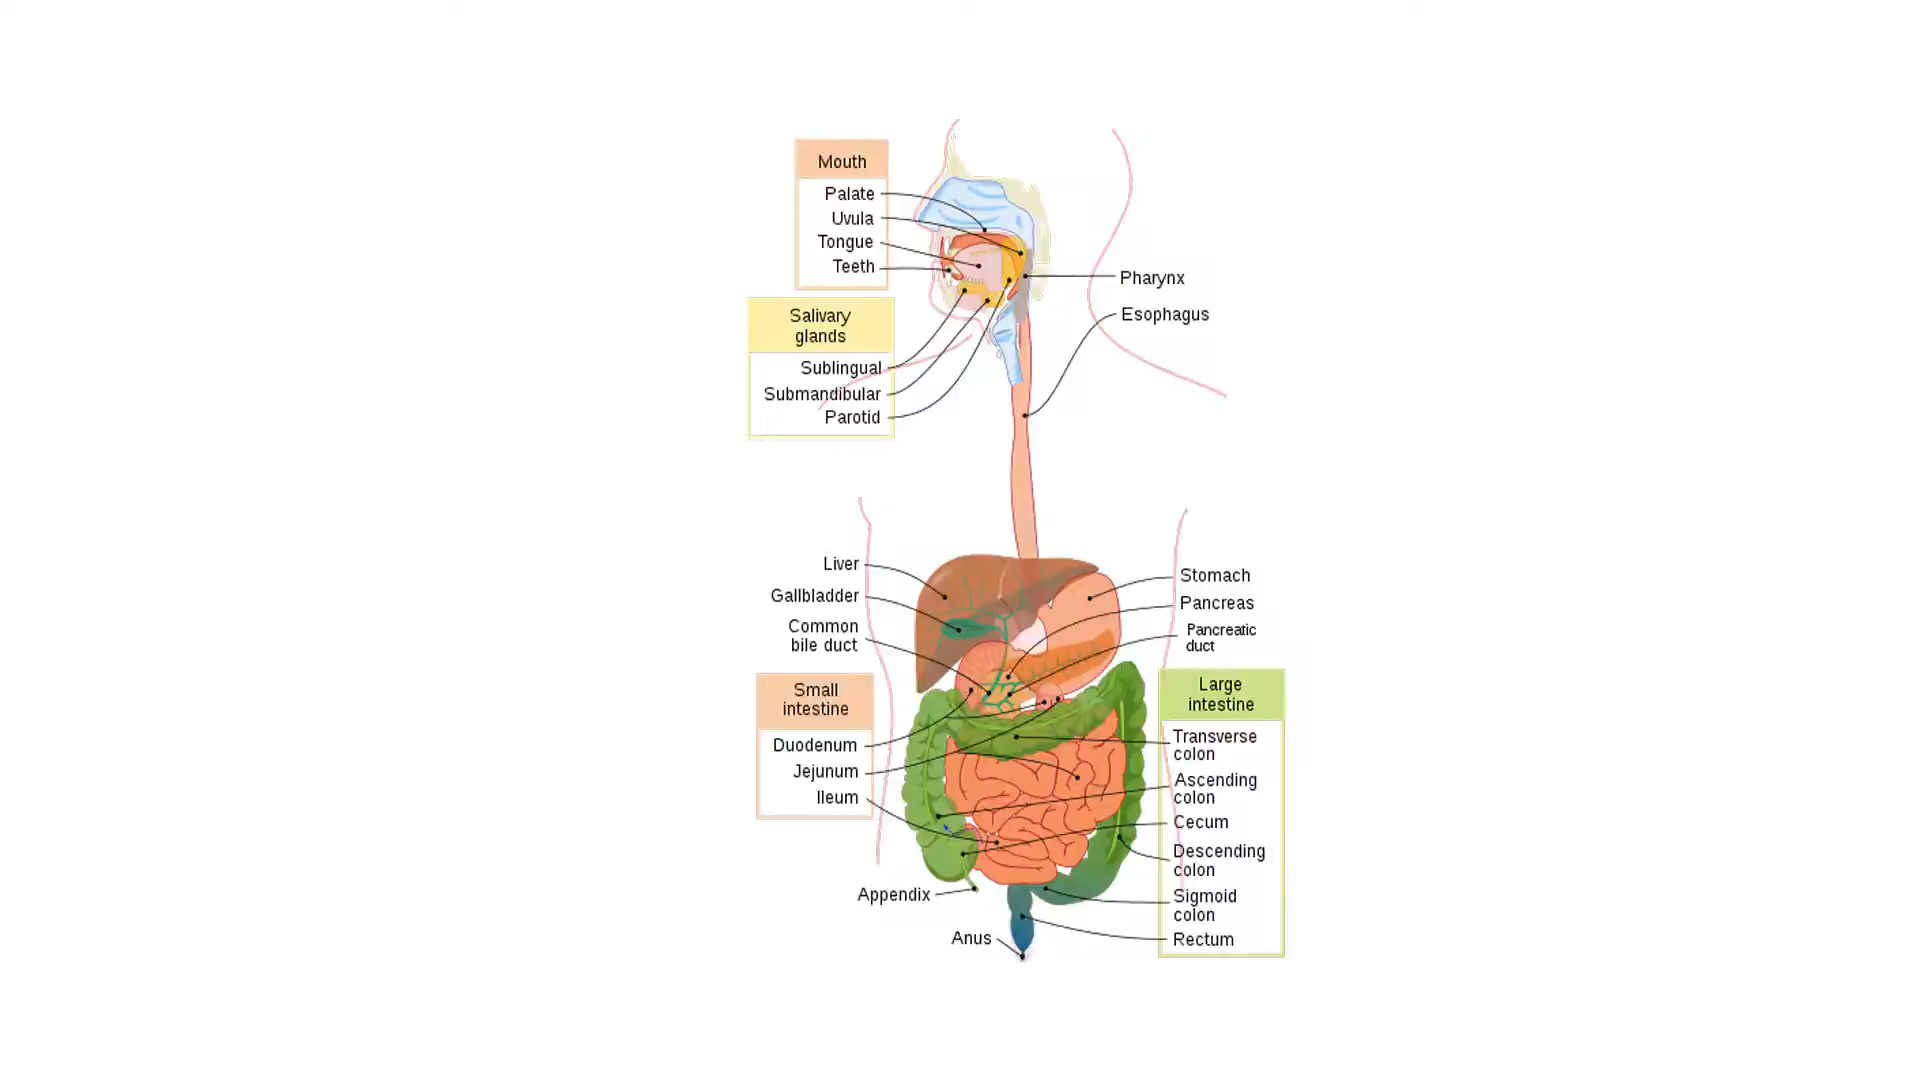 Mouth
Palate
Uvula
Tongue
Teeth
Salivary
glands
Sublingual
Submandibular
Parotid
Pharynx
Esophagus
Liver
Gallbladder
Common
bile duct
Stomach
Pancreas
Pancreatic
duct
Small
intestine
Duodenum
Jejunum
Ileum
Large
intestine
Transverse
colon
Ascending
colon
Cecum
Descending
colon
Sigmoid
colon
Rectum
Appendix
Anus